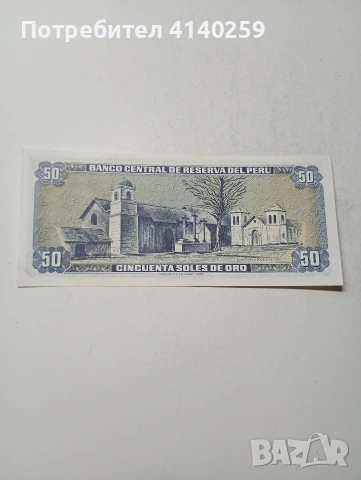 Потребител 4140259
50 BANCO CENTRAL DE RESERVA DEL PERU 50
50 CINCUENTA SOLES DE ORO 50
BAZAR